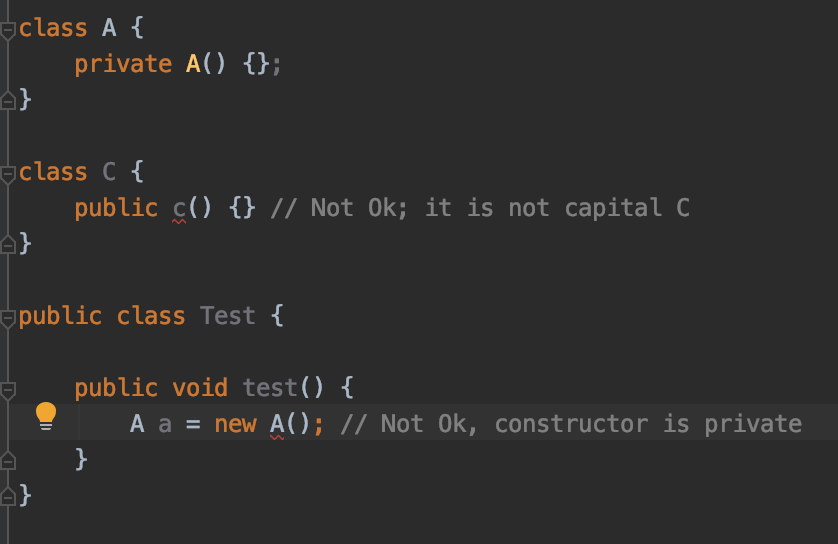 class A {
    private A() {};
}
class C {
    public c() {} // Not Ok; it is not capital C
}
public class Test {
    public void test() {
        A a = new A(); // Not Ok, constructor is private
    }
}